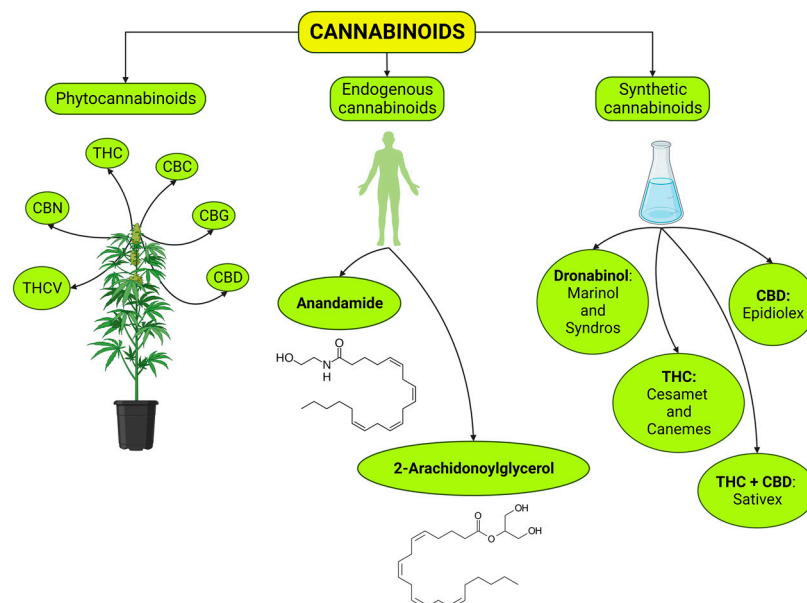 CANNABINOIDS
Phytocannabinoids
Endogenous
cannabinoids
Synthetic
cannabinoids
THC
CBC
CBN
CBG
THCV
CBD
Anandamide
HO
O
N
H
2-Arachidonoylglycerol
O
O
OH
OH
Dronabinol:
Marinol
and
Syndros
CBD:
Epidiolex
THC:
Cesamet
and
Canemes
THC + CBD:
Sativex